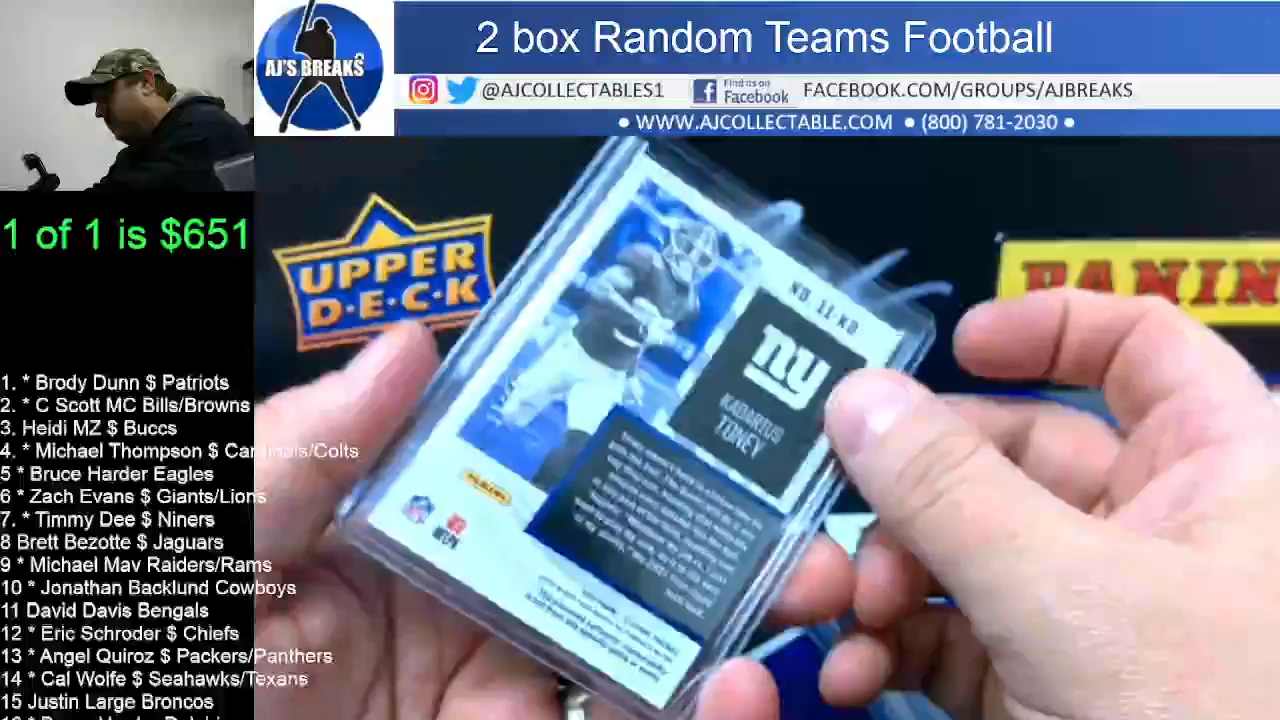 2 box Random Teams Football
AJ'S BREAKS
@AJCOLLECTABLES1
Find us on
Facebook
FACEBOOK.COM/GROUPS/AJBREAKS
• WWW.AJCOLLECTABLE.COM • (800) 781-2030 •
1 of 1 is $651
UPPER
D·E·C·K
PANIN
NO. 11-KD
ny
KADARIUS
TONEY
PANINI
NFL
1. * Brody Dunn $ Patriots
2. * C Scott MC Bills/Browns
3. Heidi MZ $ Buccs
4. * Michael Thompson $ Cardinals/Colts
5 * Bruce Harder Eagles
6 * Zach Evans $ Giants/Lions
7. * Timmy Dee $ Niners
8 Brett Bezotte $ Jaguars
9 * Michael Mav Raiders/Rams
10 * Jonathan Backlund Cowboys
11 David Davis Bengals
12 * Eric Schroder $ Chiefs
13 * Angel Quiroz $ Packers/Panthers
14 * Cal Wolfe $ Seahawks/Texans
15 Justin Large Broncos